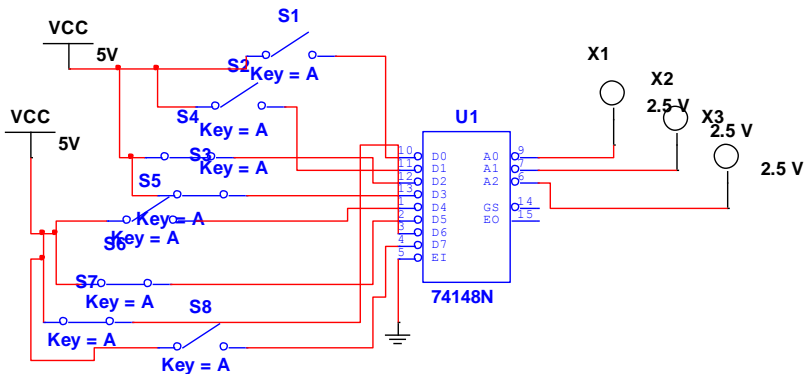 VCC
5V
S1
S2
Key = A
S4
Key = A
VCC
5V
S3
Key = A
S5
Key = A
S6
Key = A
S7
Key = A
S8
Key = A
Key = A
U1
10 D0 A0 9
11 D1 A1 7
12 D2 A2 6
13 D3
1 D4 GS 14
2 D5 EO 15
3 D6
4 D7
5 EI
74148N
X1
X2
2.5 V
X3
2.5 V
2.5 V